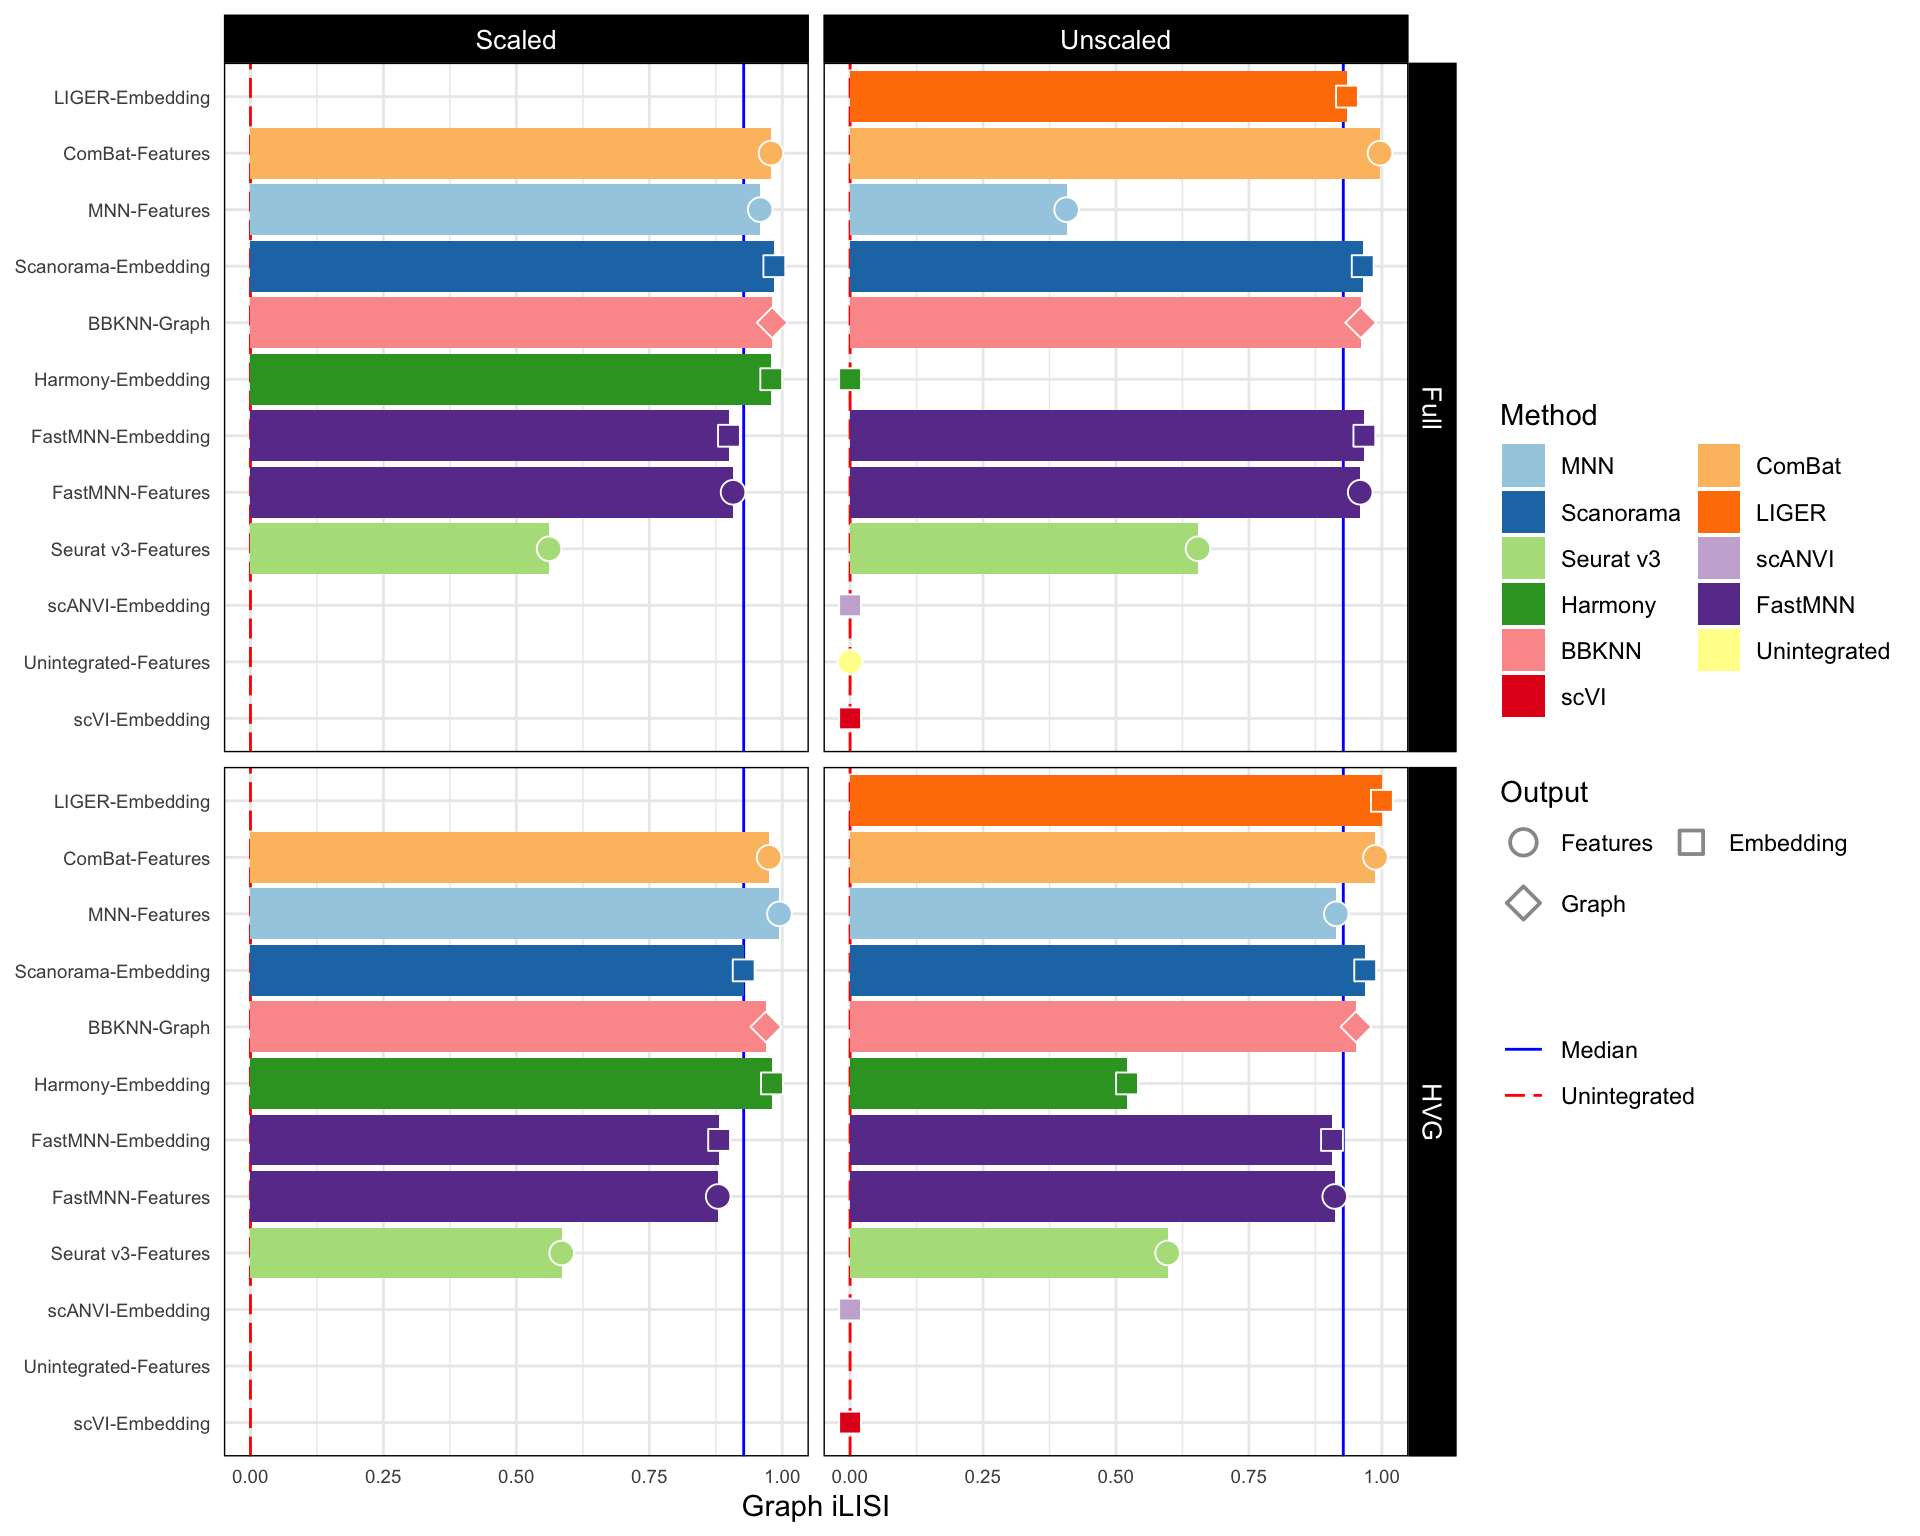 Scaled
Unscaled
LIGER-Embedding
ComBat-Features
MNN-Features
Scanorama-Embedding
BBKNN-Graph
Harmony-Embedding
FastMNN-Embedding
FastMNN-Features
Seurat v3-Features
scANVI-Embedding
Unintegrated-Features
scVI-Embedding
Full
LIGER-Embedding
ComBat-Features
MNN-Features
Scanorama-Embedding
BBKNN-Graph
Harmony-Embedding
FastMNN-Embedding
FastMNN-Features
Seurat v3-Features
scANVI-Embedding
Unintegrated-Features
scVI-Embedding
HVG
0.00 0.25 0.50 0.75 1.00
0.00 0.25 0.50 0.75 1.00
Graph iLISI
Method
MNN
Scanorama
Seurat v3
Harmony
BBKNN
scVI
ComBat
LIGER
scANVI
FastMNN
Unintegrated
Output
Features
Embedding
Graph
Median
Unintegrated